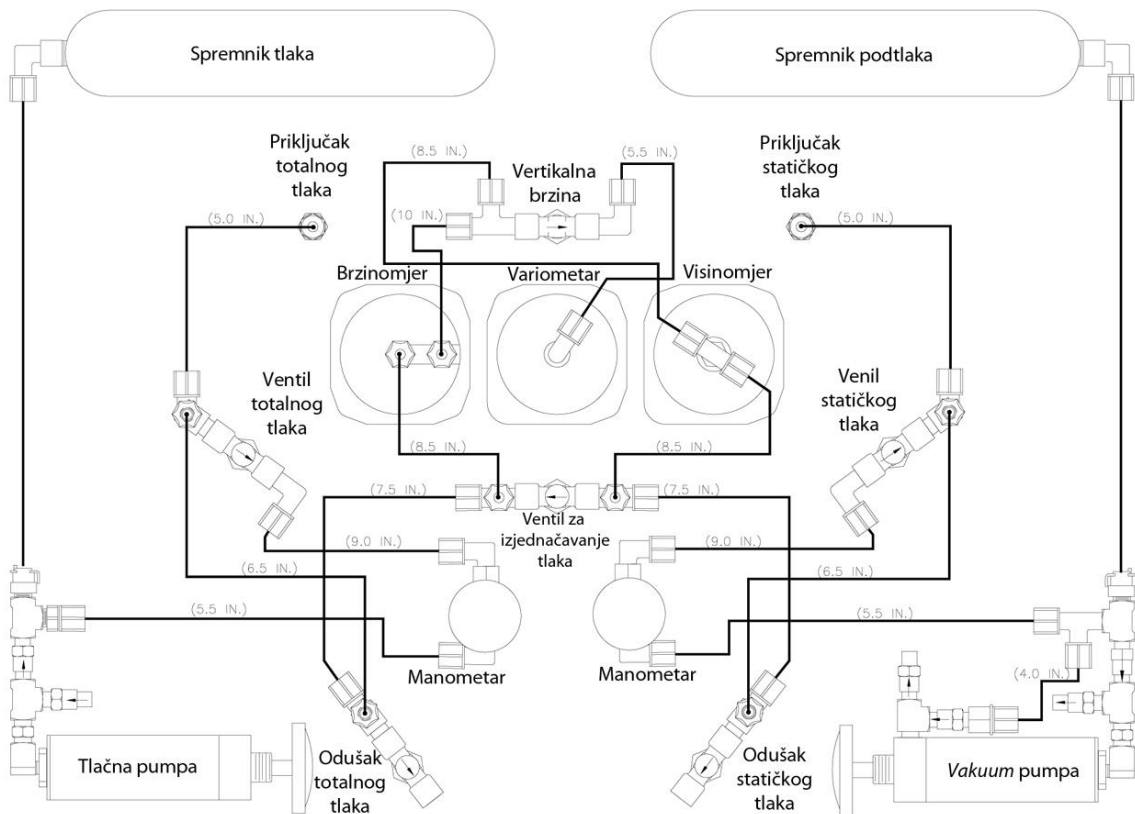 Spremnik tlaka
Spremnik podtlaka
Priključak
totalnog
tlaka
(8.5 IN.)
(5.5 IN.)
Vertikalna
brzina
Priključak
statičkog
tlaka
(5.0 IN.)
(10 IN.)
(5.0 IN.)
Brzinomjer
Variometar
Visinomjer
Ventil
totalnog
tlaka
Venil
statičkog
tlaka
(8.5 IN.)
(8.5 IN.)
(7.5 IN.)
(7.5 IN.)
Ventil za
izjednačavanje
tlaka
(9.0 IN.)
(9.0 IN.)
(6.5 IN.)
(6.5 IN.)
(5.5 IN.)
(5.5 IN.)
Manometar
Manometar
(4.0 IN.)
Tlačna pumpa
Odušak
totalnog
tlaka
Odušak
statičkog
tlaka
Vakuum pumpa